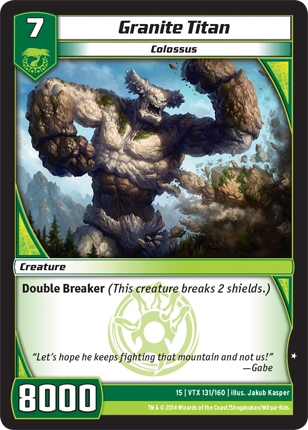 7
Granite Titan
Colossus
Creature
Double Breaker (This creature breaks 2 shields.)
“Let’s hope he keeps fighting that mountain and not us!”
—Gabe
8000
15 | VTX 131/160 | illus. Jakub Kasper
TM & © 2014 Wizards of the Coast/Shogakukan/Mitsui-Kids.